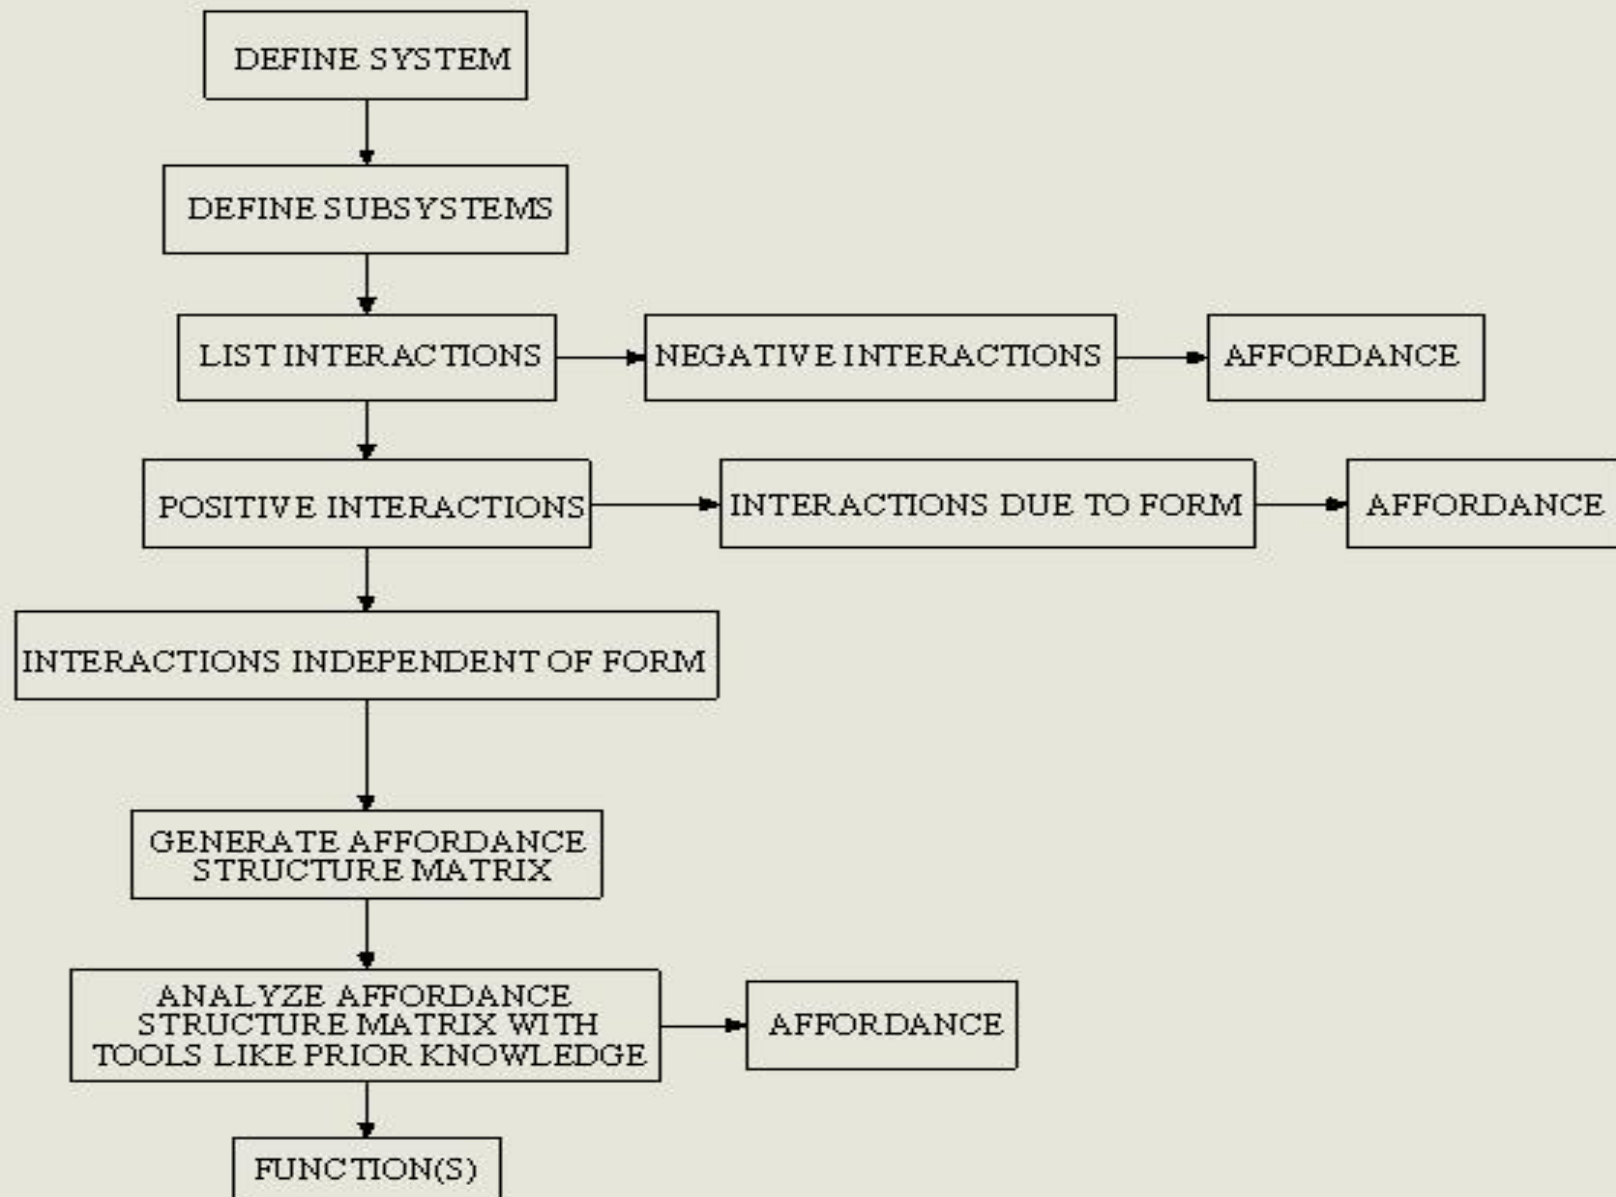 DEFINE SYSTEM
DEFINE SUBSYSTEMS
LIST INTERACTIONS
NEGATIVE INTERACTIONS
AFFORDANCE
POSITIVE INTERACTIONS
INTERACTIONS DUE TO FORM
AFFORDANCE
INTERACTIONS INDEPENDENT OF FORM
GENERATE AFFORDANCE
STRUCTURE MATRIX
ANALYZE AFFORDANCE
STRUCTURE MATRIX WITH
TOOLS LIKE PRIOR KNOWLEDGE
AFFORDANCE
FUNCTION(S)